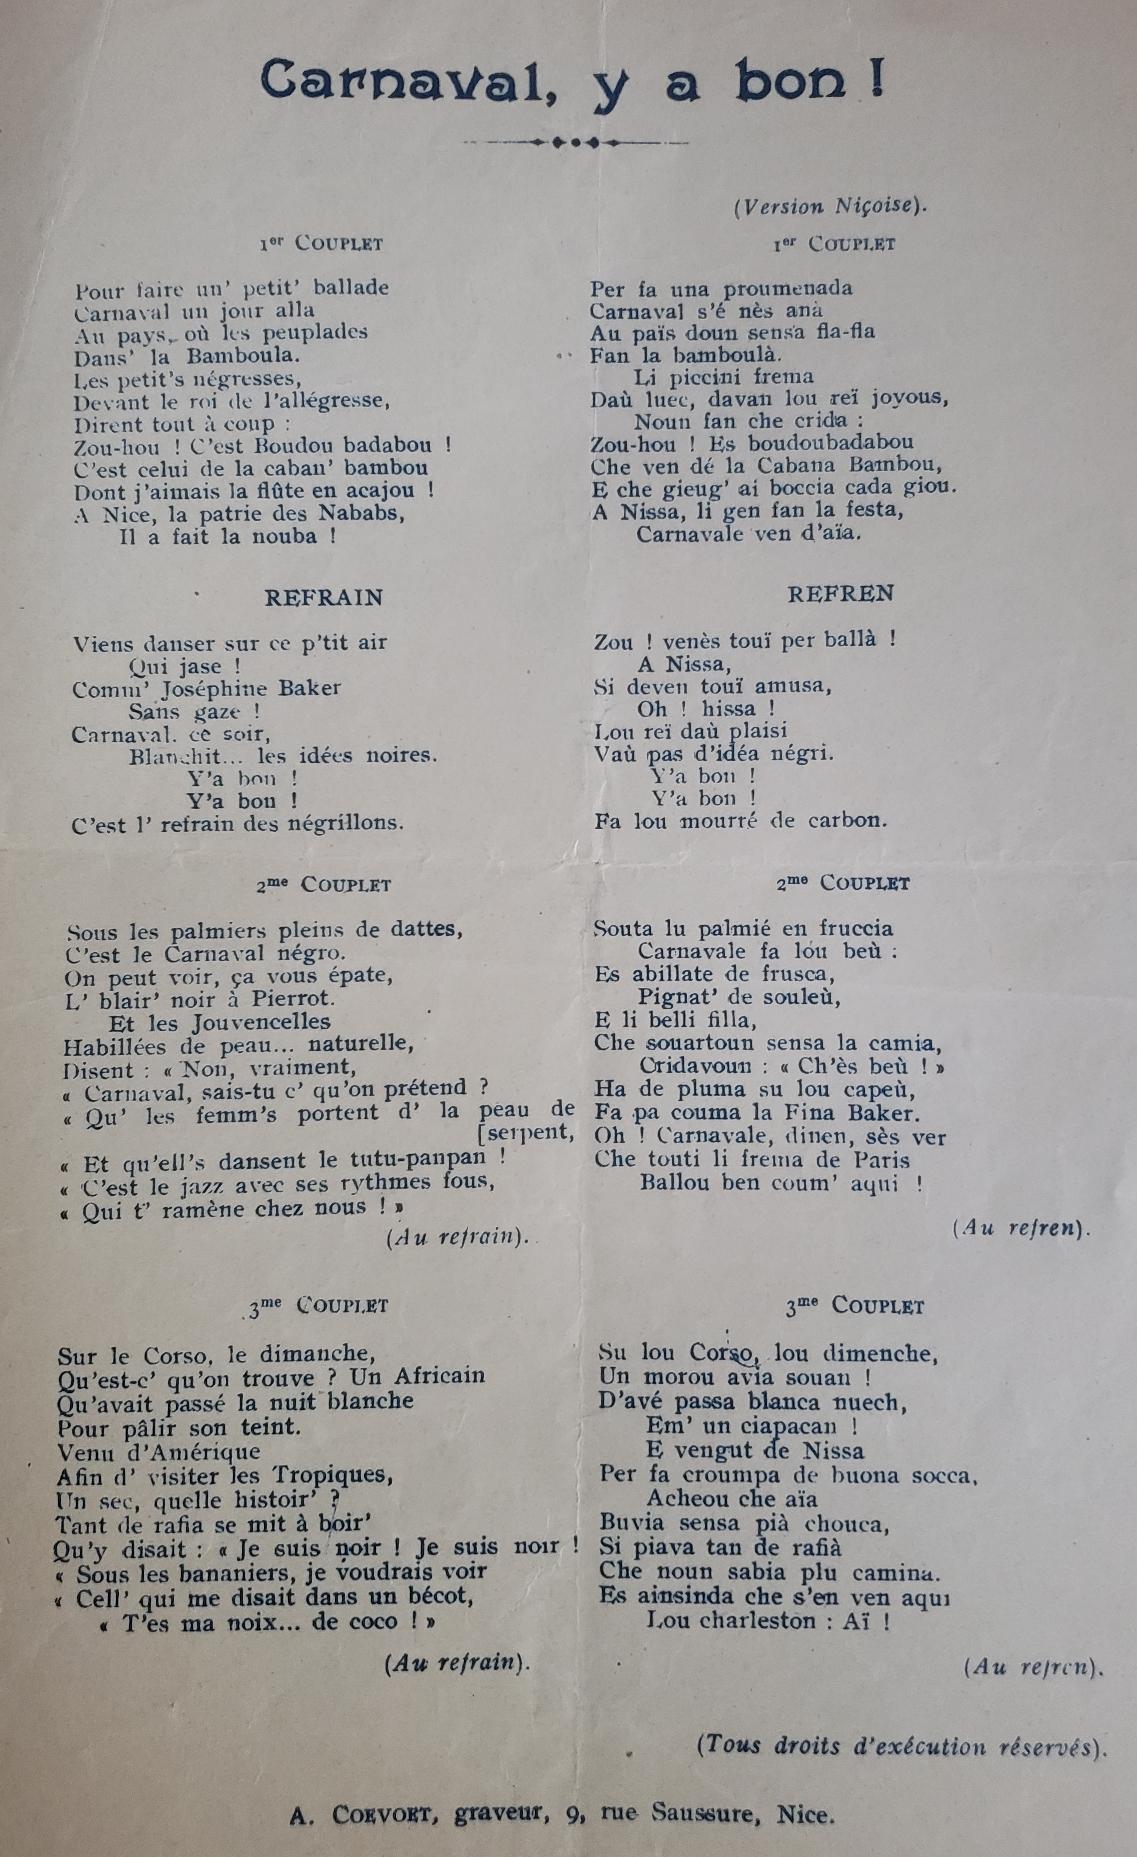 Carnaval, y a bon !
1er COUPLET
Pour faire un' petit' ballade
Carnaval un jour alla
Au pays, où les peuplades
Dans' la Bamboula.
Les petit's négresses,
Devant le roi de l'allégresse,
Dirent tout à coup :
Zou-hou ! C'est Boudou badabou !
C'est celui de la caban' bambou
Dont j'aimais la flûte en acajou !
A Nice, la patrie des Nababs,
Il a fait la nouba !
REFRAIN
Viens danser sur ce p'tit air
Qui jase !
Comm' Joséphine Baker
Sans gaze !
Carnaval. ce soir,
Blanchit... les idées noires.
Y'a bon !
Y'a bon !
C'est l' refrain des négrillons.
2me COUPLET
Sous les palmiers pleins de dattes,
C'est le Carnaval négro.
On peut voir, ça vous épate,
L' blair' noir à Pierrot.
Et les Jouvencelles
Habillées de peau... naturelle,
Disent : « Non, vraiment,
« Carnaval, sais-tu c' qu'on prétend ?
« Qu' les femm's portent d' la peau de
[serpent,
« Et qu'ell's dansent le tutu-panpan !
« C'est le jazz avec ses rythmes fous,
« Qui t' ramène chez nous ! »
(Au refrain).
3me COUPLET
Sur le Corso, le dimanche,
Qu'est-c' qu'on trouve ? Un Africain
Qu'avait passé la nuit blanche
Pour pâlir son teint.
Venu d'Amérique
Afin d' visiter les Tropiques,
Un sec, quelle histoir' ?
Tant de rafia se mit à boir'
Qu'y disait : « Je suis noir ! Je suis noir !
« Sous les bananiers, je voudrais voir
« Cell' qui me disait dans un bécot,
« T'es ma noix... de coco ! »
(Au refrain).
(Version Niçoise).
1er COUPLET
Per fa una proumenada
Carnaval s'é nès anà
Au païs doun sensa fla-fla
Fan la bamboulà.
Li piccini frema
Daù luec, davan lou reï joyous,
Noun fan che crida :
Zou-hou ! Es boudoubadabou
Che ven dé la Cabana Bambou,
E che gieug' ai boccia cada giou.
A Nissa, li gen fan la festa,
Carnavale ven d'aïa.
REFREN
Zou ! venès touï per ballà !
A Nissa,
Si deven touï amusa,
Oh ! hissa !
Lou reï daù plaisi
Vaù pas d'idéa négri.
Y'a bon !
Y'a bon !
Fa lou mourré de carbon.
2me COUPLET
Souta lu palmié en fruccia
Carnavale fa lou beù :
Es abillate de frusca,
Pignat' de souleù,
E li belli filla,
Che souartoun sensa la camia,
Cridavoun : « Ch'ès beù ! »
Ha de pluma su lou capeù,
Fa pa couma la Fina Baker.
Oh ! Carnavale, dinen, sès ver
Che touti li frema de Paris
Ballou ben coum' aqui !
(Au refren).
3me COUPLET
Su lou Corso, lou dimenche,
Un morou avia souan !
D'avé passa blanca nuech,
Em' un ciapacan !
E vengut de Nissa
Per fa croumpa de buona socca,
Acheou che aïa
Buvia sensa pià chouca,
Si piava tan de rafià
Che noun sabia plu camina.
Es ainsinda che s'en ven aqui
Lou charleston : Aï !
(Au refren).
(Tous droits d'exécution réservés).
A. COEVOET, graveur, 9, rue Saussure, Nice.